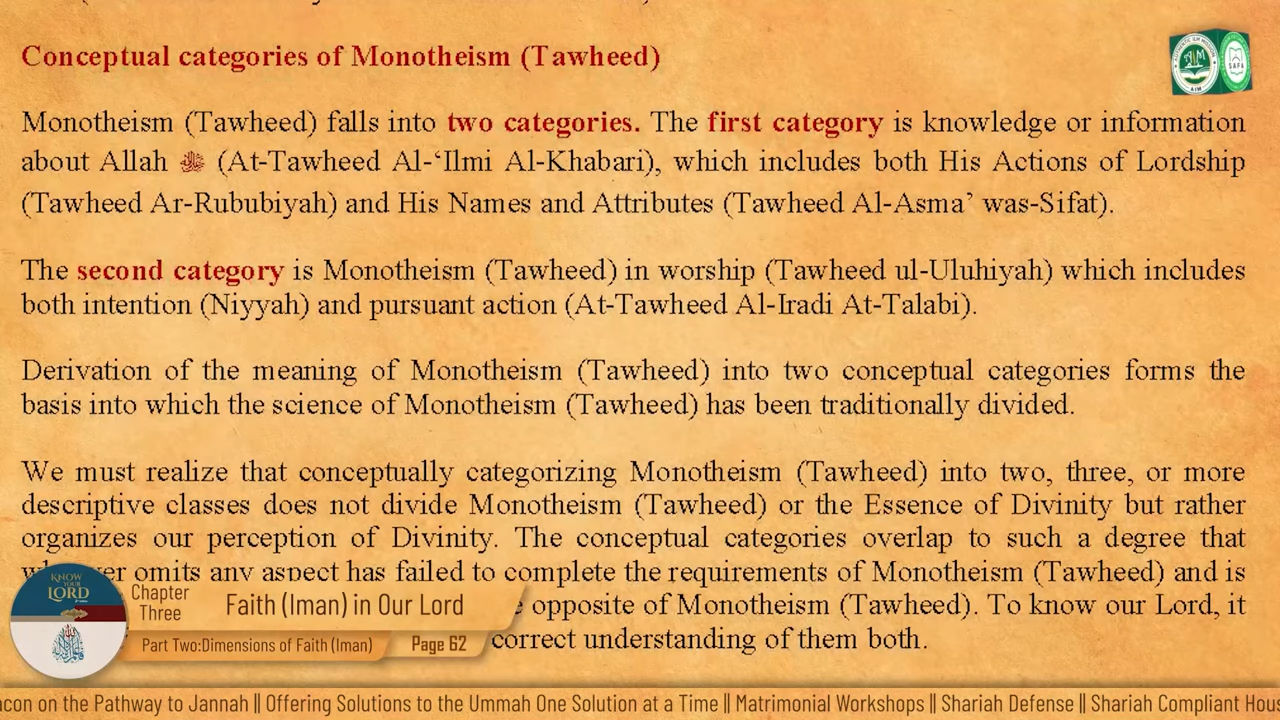 Conceptual categories of Monotheism (Tawheed)
Monotheism (Tawheed) falls into two categories. The first category is knowledge or information
about Allah ﷻ (At-Tawheed Al-‘Ilmi Al-Khabari), which includes both His Actions of Lordship
(Tawheed Ar-Rububiyah) and His Names and Attributes (Tawheed Al-Asma’ was-Sifat).
The second category is Monotheism (Tawheed) in worship (Tawheed ul-Uluhiyah) which includes
both intention (Niyyah) and pursuant action (At-Tawheed Al-Iradi At-Talabi).
Derivation of the meaning of Monotheism (Tawheed) into two conceptual categories forms the
basis into which the science of Monotheism (Tawheed) has been traditionally divided.
We must realize that conceptually categorizing Monotheism (Tawheed) into two, three, or more
descriptive classes does not divide Monotheism (Tawheed) or the Essence of Divinity but rather
organizes our perception of Divinity. The conceptual categories overlap to such a degree that
omits any aspect has failed to complete the requirements of Monotheism (Tawheed) and is
opposite of Monotheism (Tawheed). To know our Lord, it
correct understanding of them both.
KNOW
YOUR
LORD
Chapter
Three
Faith (Iman) in Our Lord
Part Two:Dimensions of Faith (Iman)
Page 62
AIM
SAFA
acon on the Pathway to Jannah || Offering Solutions to the Ummah One Solution at a Time || Matrimonial Workshops || Shariah Defense || Shariah Compliant Hous